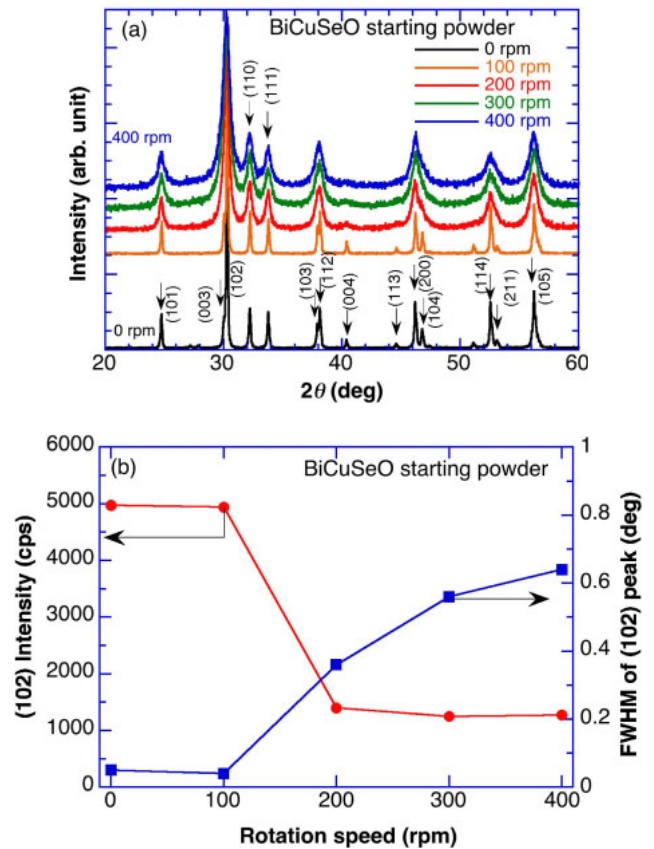 (a)
BiCuSeO starting powder
0 rpm
100 rpm
200 rpm
300 rpm
400 rpm
(110)
(111)
400 rpm
(101)
(003)
(102)
(103)
(112)
(004)
(113)
(200)
(104)
(114)
(211)
(105)
0 rpm
Intensity (arb. unit)
20 30 40 50 60
2θ (deg)
(b)
BiCuSeO starting powder
6000
5000
4000
3000
2000
1000
0
(102) Intensity (cps)
1
0.8
0.6
0.4
0.2
0
FWHM of (102) peak (deg)
0 100 200 300 400
Rotation speed (rpm)